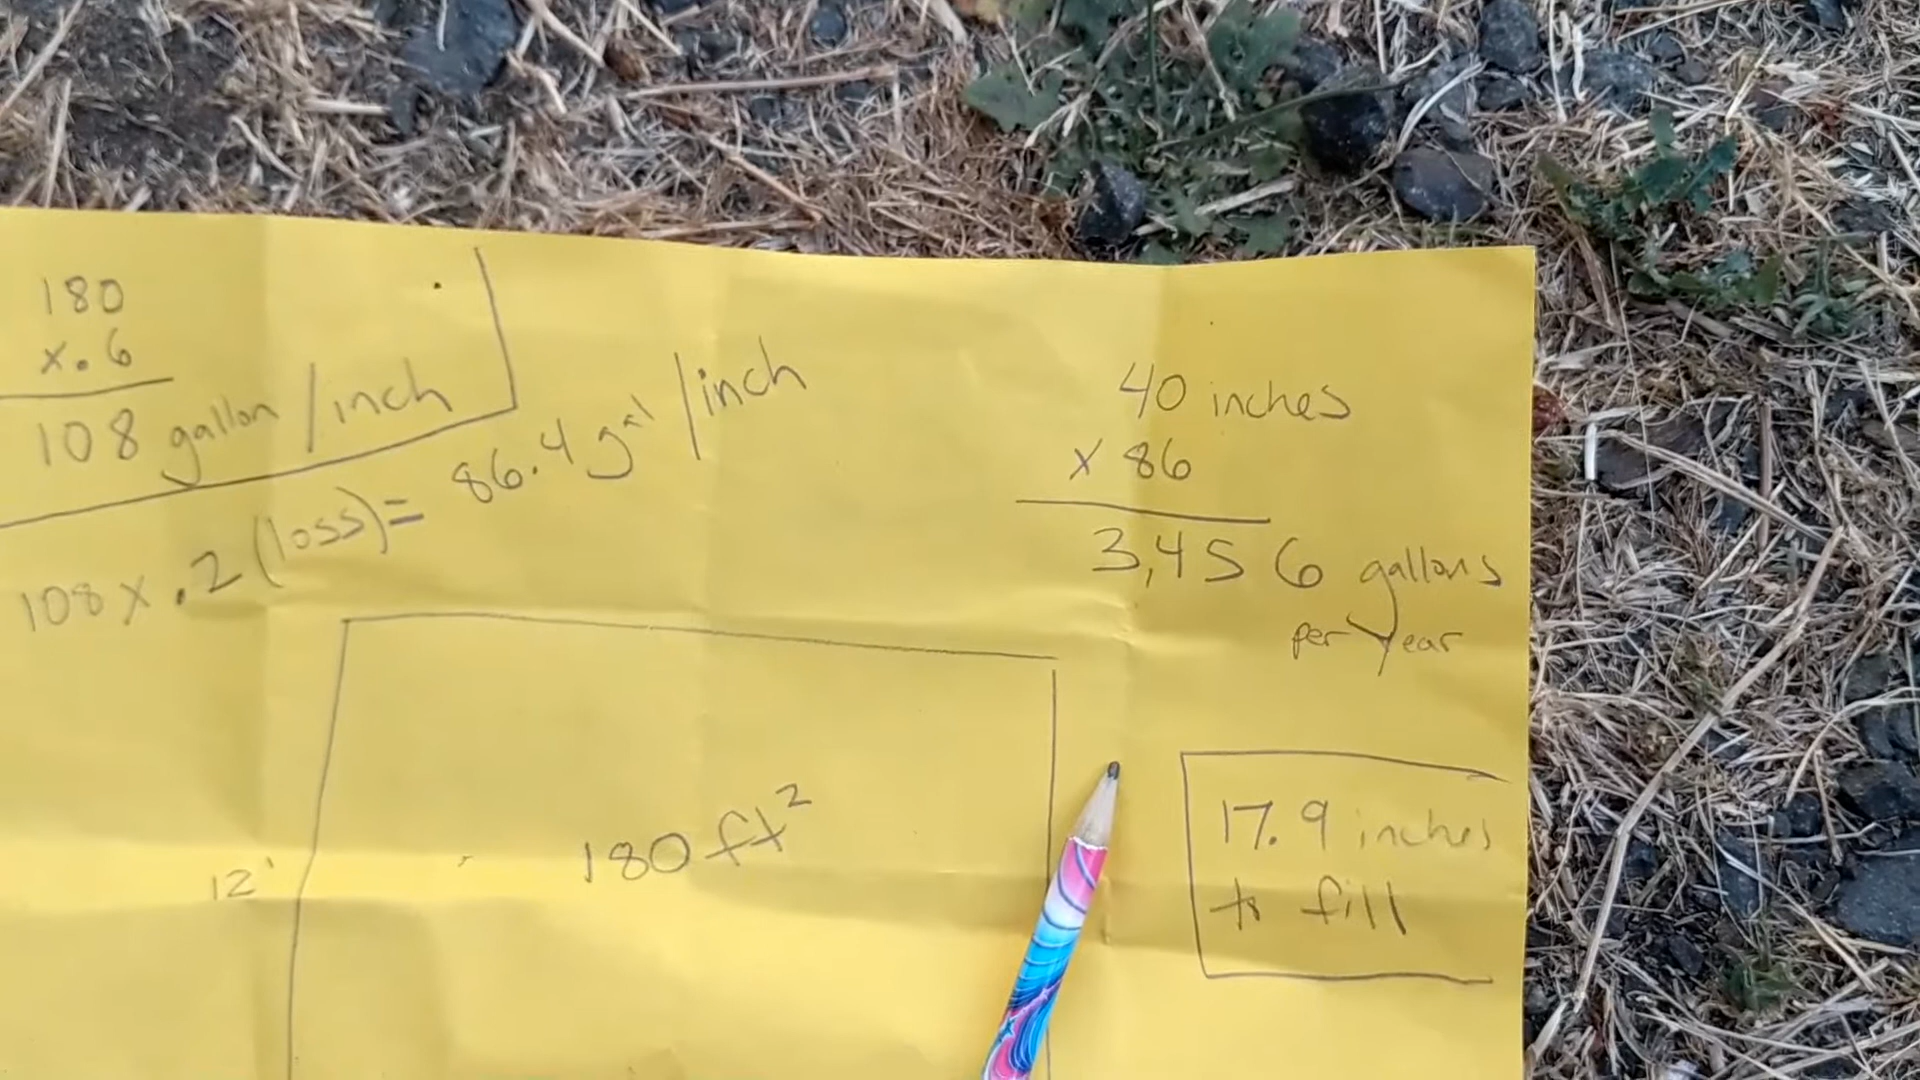 180
x.6
108 gallon/inch
108 x .2 (loss) = 86.4 gal/inch
40 inches
x 86
3,456 gallons
per year
12'
180 ft²
17.9 inches
to fill